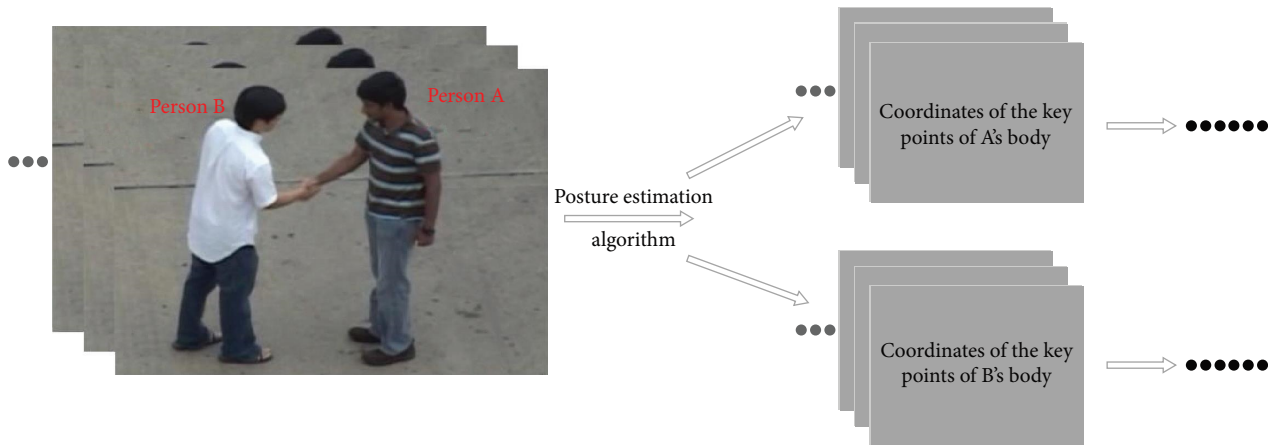 Person B
Person A
Posture estimation
algorithm
Coordinates of the key
points of A's body
Coordinates of the key
points of B's body